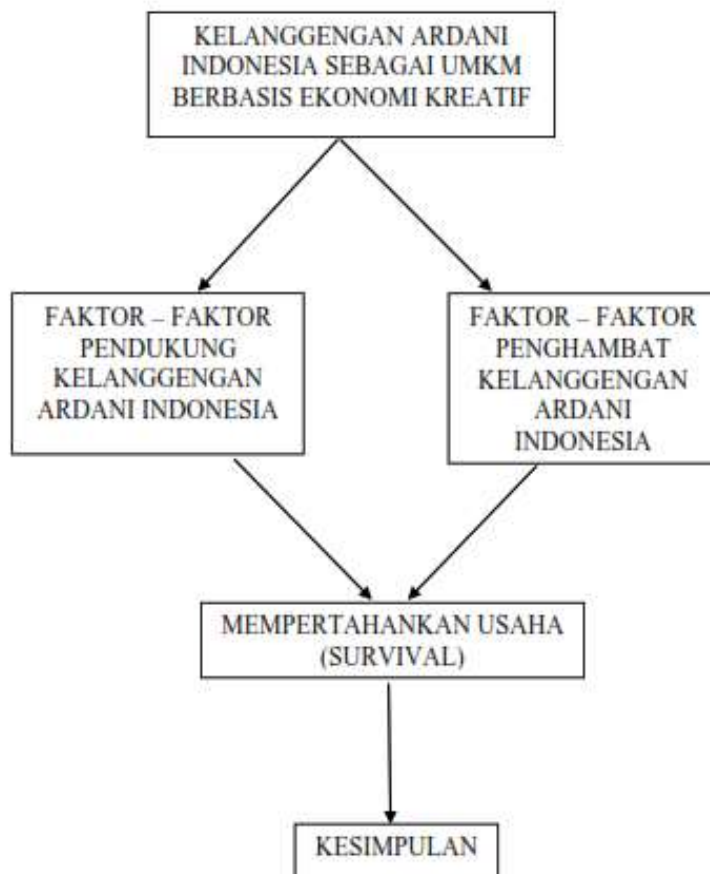 KELANGGENGAN ARDANI
INDONESIA SEBAGAI UMKM
BERBASIS EKONOMI KREATIF
FAKTOR – FAKTOR
PENDUKUNG
KELANGGENGAN
ARDANI INDONESIA
FAKTOR – FAKTOR
PENGHAMBAT
KELANGGENGAN
ARDANI
INDONESIA
MEMPERTAHANKAN USAHA
(SURVIVAL)
KESIMPULAN